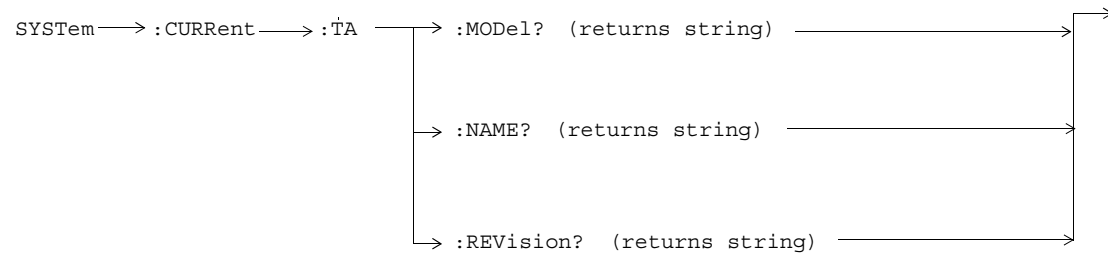 SYSTem :CURRent :TA :MODel? (returns string)
:NAME? (returns string)
:REVision? (returns string)